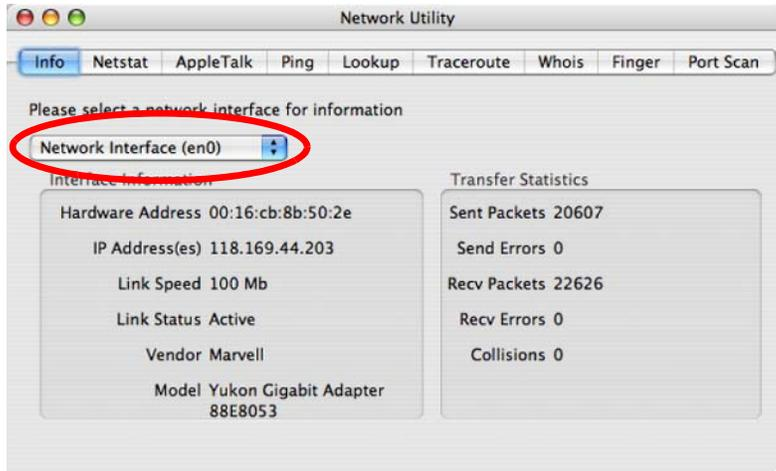 Network Utility
Info Netstat AppleTalk Ping Lookup Traceroute Whois Finger Port Scan
Please select a network interface for information
Network Interface (en0)
Interface Information
Hardware Address 00:16:cb:8b:50:2e
IP Address(es) 118.169.44.203
Link Speed 100 Mb
Link Status Active
Vendor Marvell
Model Yukon Gigabit Adapter
88E8053
Transfer Statistics
Sent Packets 20607
Send Errors 0
Recv Packets 22626
Recv Errors 0
Collisions 0